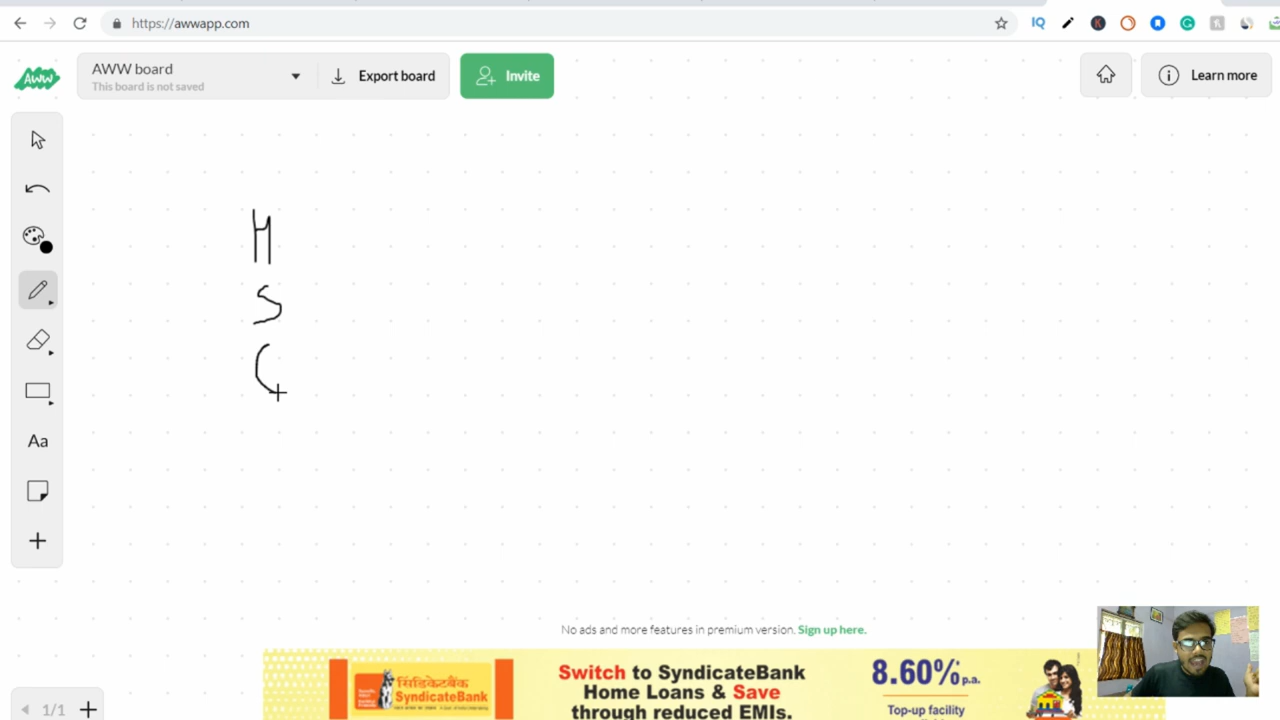 https://awwapp.com
IQ
AWW
AWW board
This board is not saved
Export board
Invite
Learn more
H
S
C
Aa
No ads and more features in premium version. Sign up here.
सिंडिकेटबैंक
SyndicateBank
Switch to SyndicateBank
Home Loans & Save
through reduced EMIs.
8.60%* p.a.
Top-up facility
1/1